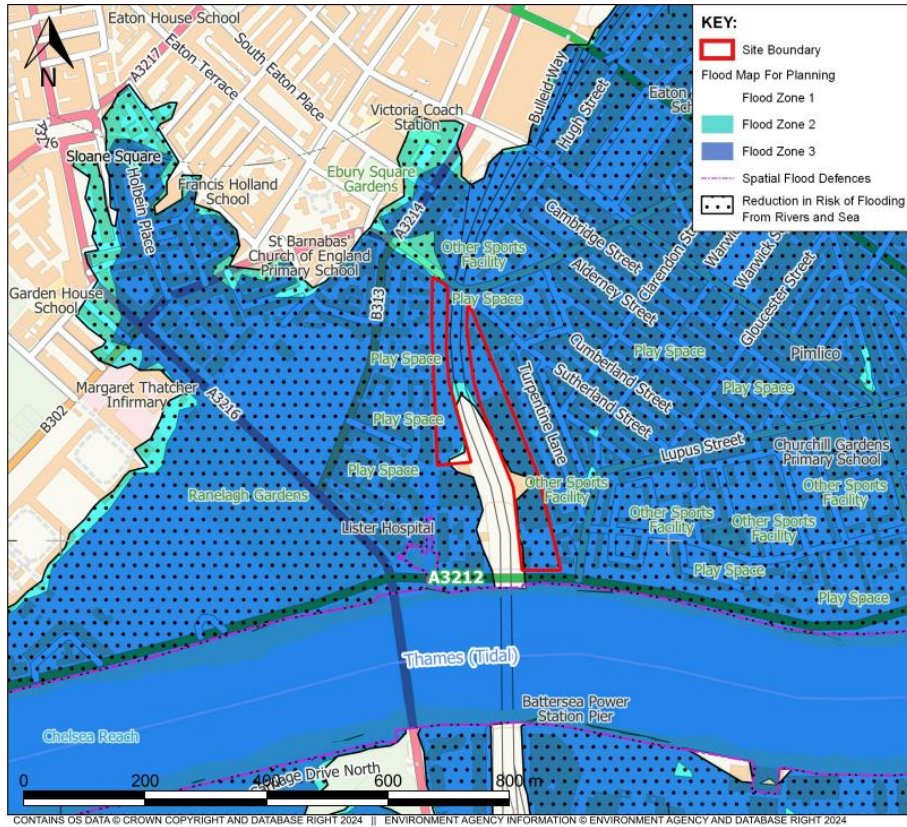 Eaton House School
A3217
Eaton Terrace
South Eaton Place
Bulleid Way
Hugh Street
N
Victoria Coach
Station
Sloane Square
Holbein Place
Francis Holland
School
Ebury Square
Gardens
A3214
St Barnabas'
Church of England
Primary School
Other Sports
Facility
Cambridge Street
Clarendon
Alderney Street
Gloucester Street
Garden House
School
B313
Play Space
Play Space
Turpentine Lane
Cumberland Street
Sutherland Street
Play Space
Pimlico
Play Space
Margaret Thatcher
Infirmary
B302
A3216
Play Space
Play Space
Lupus Street
Churchill Gardens
Primary School
Ranelagh Gardens
Other Sports
Facility
Other Sports
Facility
Other Sports
Facility
Other Sports
Facility
Lister Hospital
A3212
Play Space
Play Space
Thames (Tidal)
Battersea Power
Station Pier
Chelsea Reach
Drive North
0 200 400 600 800 m
KEY:
Site Boundary
Flood Map For Planning
Flood Zone 1
Flood Zone 2
Flood Zone 3
Spatial Flood Defences
Reduction in Risk of Flooding
From Rivers and Sea
CONTAINS OS DATA © CROWN COPYRIGHT AND DATABASE RIGHT 2024 || ENVIRONMENT AGENCY INFORMATION © ENVIRONMENT AGENCY AND DATABASE RIGHT 2024